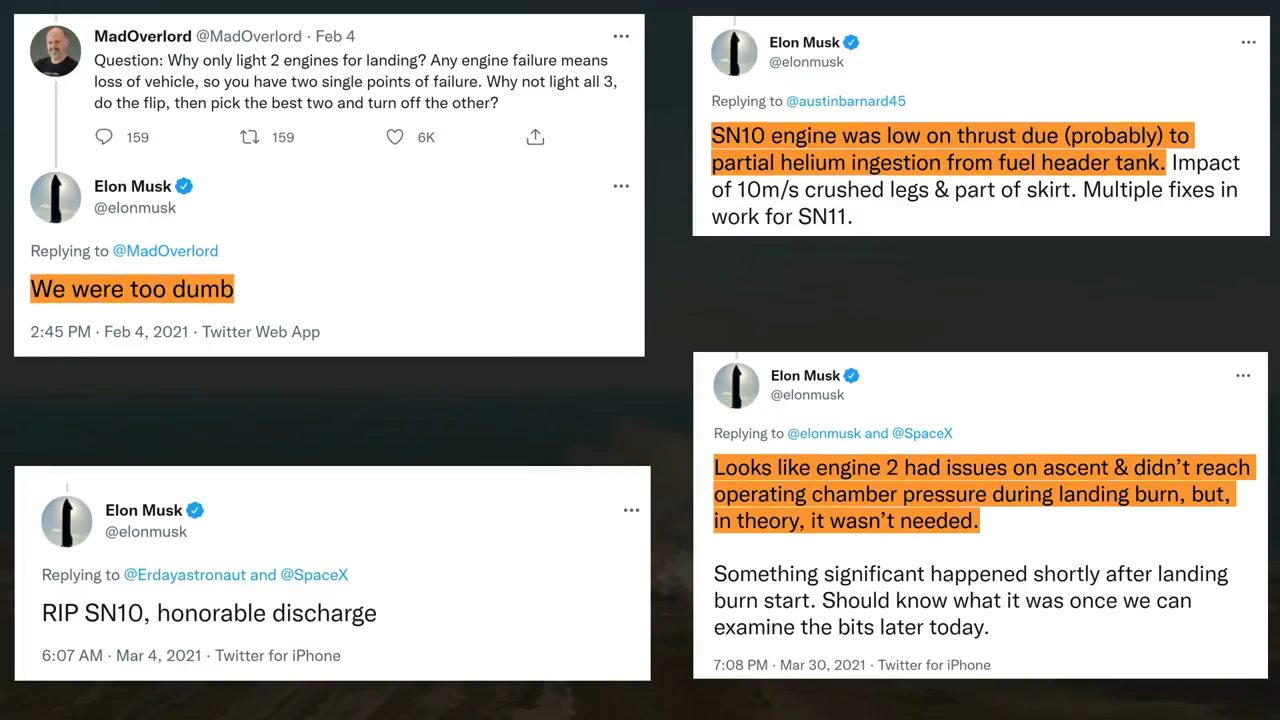 MadOverlord @MadOverlord · Feb 4
Question: Why only light 2 engines for landing? Any engine failure means
loss of vehicle, so you have two single points of failure. Why not light all 3,
do the flip, then pick the best two and turn off the other?
159 159 6K
Elon Musk
@elonmusk
Replying to @MadOverlord
We were too dumb
2:45 PM · Feb 4, 2021 · Twitter Web App
Elon Musk
@elonmusk
Replying to @Erdayastronaut and @SpaceX
RIP SN10, honorable discharge
6:07 AM · Mar 4, 2021 · Twitter for iPhone
Elon Musk
@elonmusk
Replying to @austinbarnard45
SN10 engine was low on thrust due (probably) to
partial helium ingestion from fuel header tank. Impact
of 10m/s crushed legs & part of skirt. Multiple fixes in
work for SN11.
Elon Musk
@elonmusk
Replying to @elonmusk and @SpaceX
Looks like engine 2 had issues on ascent & didn’t reach
operating chamber pressure during landing burn, but,
in theory, it wasn’t needed.
Something significant happened shortly after landing
burn start. Should know what it was once we can
examine the bits later today.
7:08 PM · Mar 30, 2021 · Twitter for iPhone